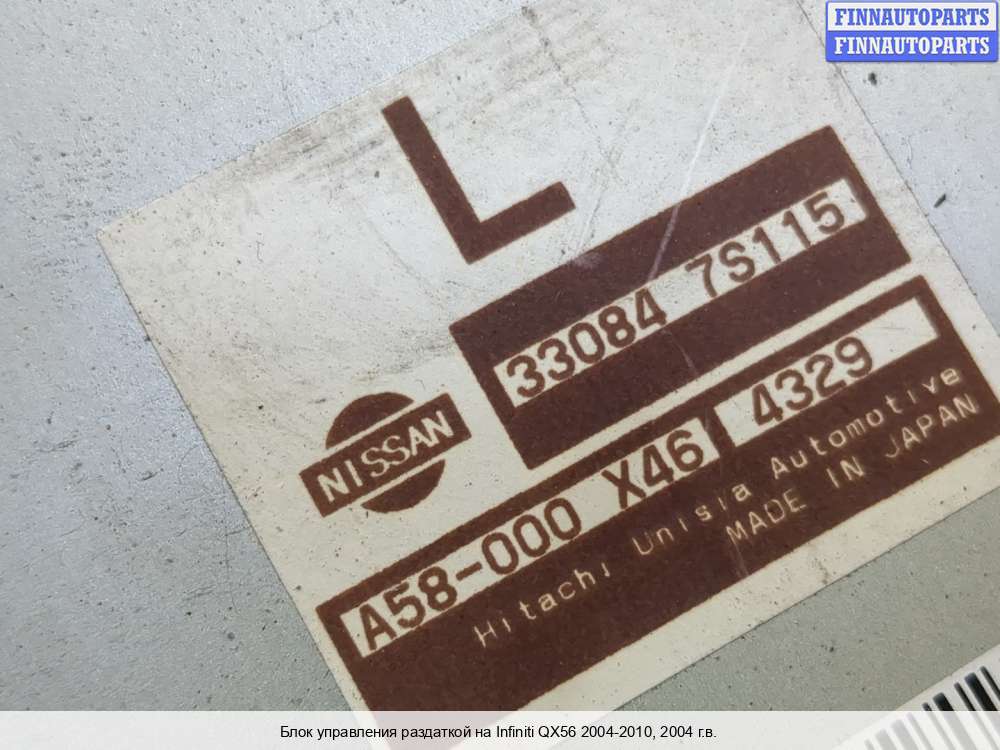 FINNAUTOPARTS
FINNAUTOPARTS
L
33084 7S115
NISSAN
A58-000 X46 4329
Hitachi Unisia Automotive
MADE IN JAPAN
Блок управления раздаткой на Infiniti QX56 2004-2010, 2004 г.в.